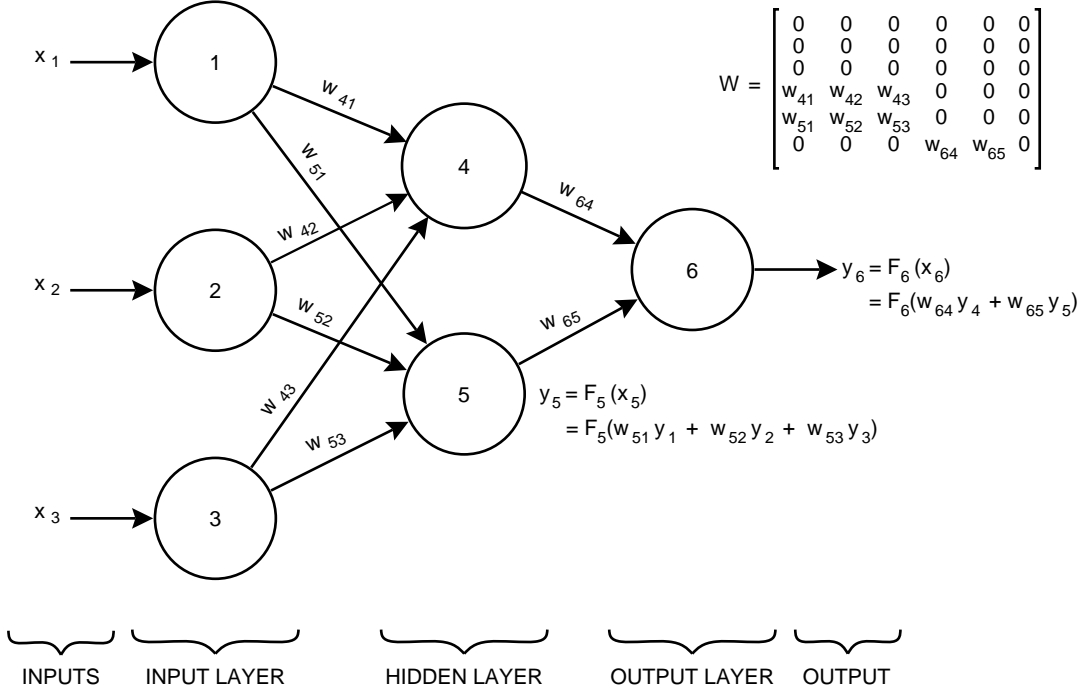 x 1
1
w 41
w 51
W =
0 0 0 0 0 0
0 0 0 0 0 0
0 0 0 0 0 0
w41 w42 w43 0 0 0
w51 w52 w53 0 0 0
0 0 0 w64 w65 0
4
w 64
w 42
x 2
2
w 52
6
y6 = F6 (x6)
= F6(w64 y4 + w65 y5)
w 65
w 43
5
y5 = F5 (x5)
= F5(w51 y1 + w52 y2 + w53 y3)
w 53
x 3
3
INPUTS INPUT LAYER HIDDEN LAYER OUTPUT LAYER OUTPUT